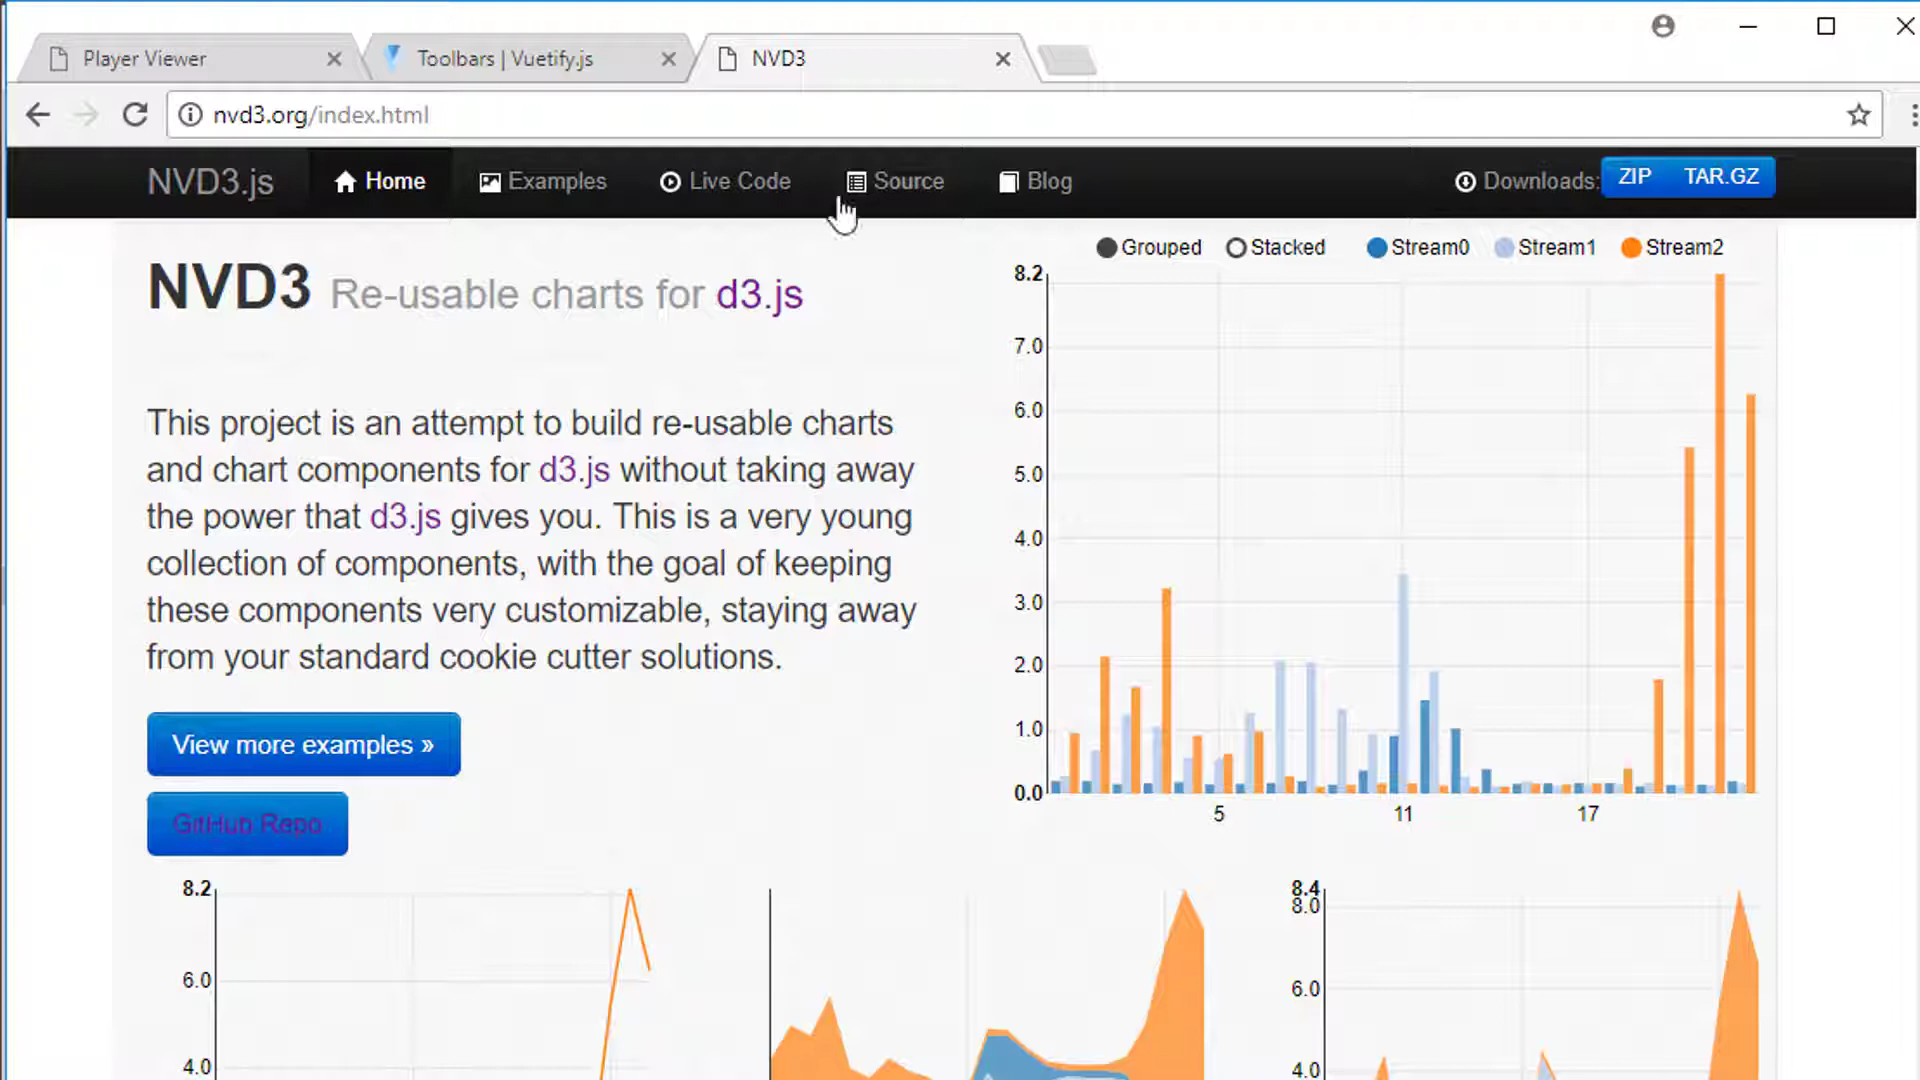 Player Viewer
Toolbars | Vuetify.js
NVD3
nvd3.org/index.html
NVD3.js
Home
Examples
Live Code
Source
Blog
Downloads:
ZIP
TAR.GZ
Grouped
Stacked
Stream0
Stream1
Stream2
NVD3 Re-usable charts for d3.js
This project is an attempt to build re-usable charts
and chart components for d3.js without taking away
the power that d3.js gives you. This is a very young
collection of components, with the goal of keeping
these components very customizable, staying away
from your standard cookie cutter solutions.
View more examples »
GitHub Repo
8.2
7.0
6.0
5.0
4.0
3.0
2.0
1.0
0.0
5
11
17
8.2
6.0
4.0
8.4
8.0
6.0
4.0